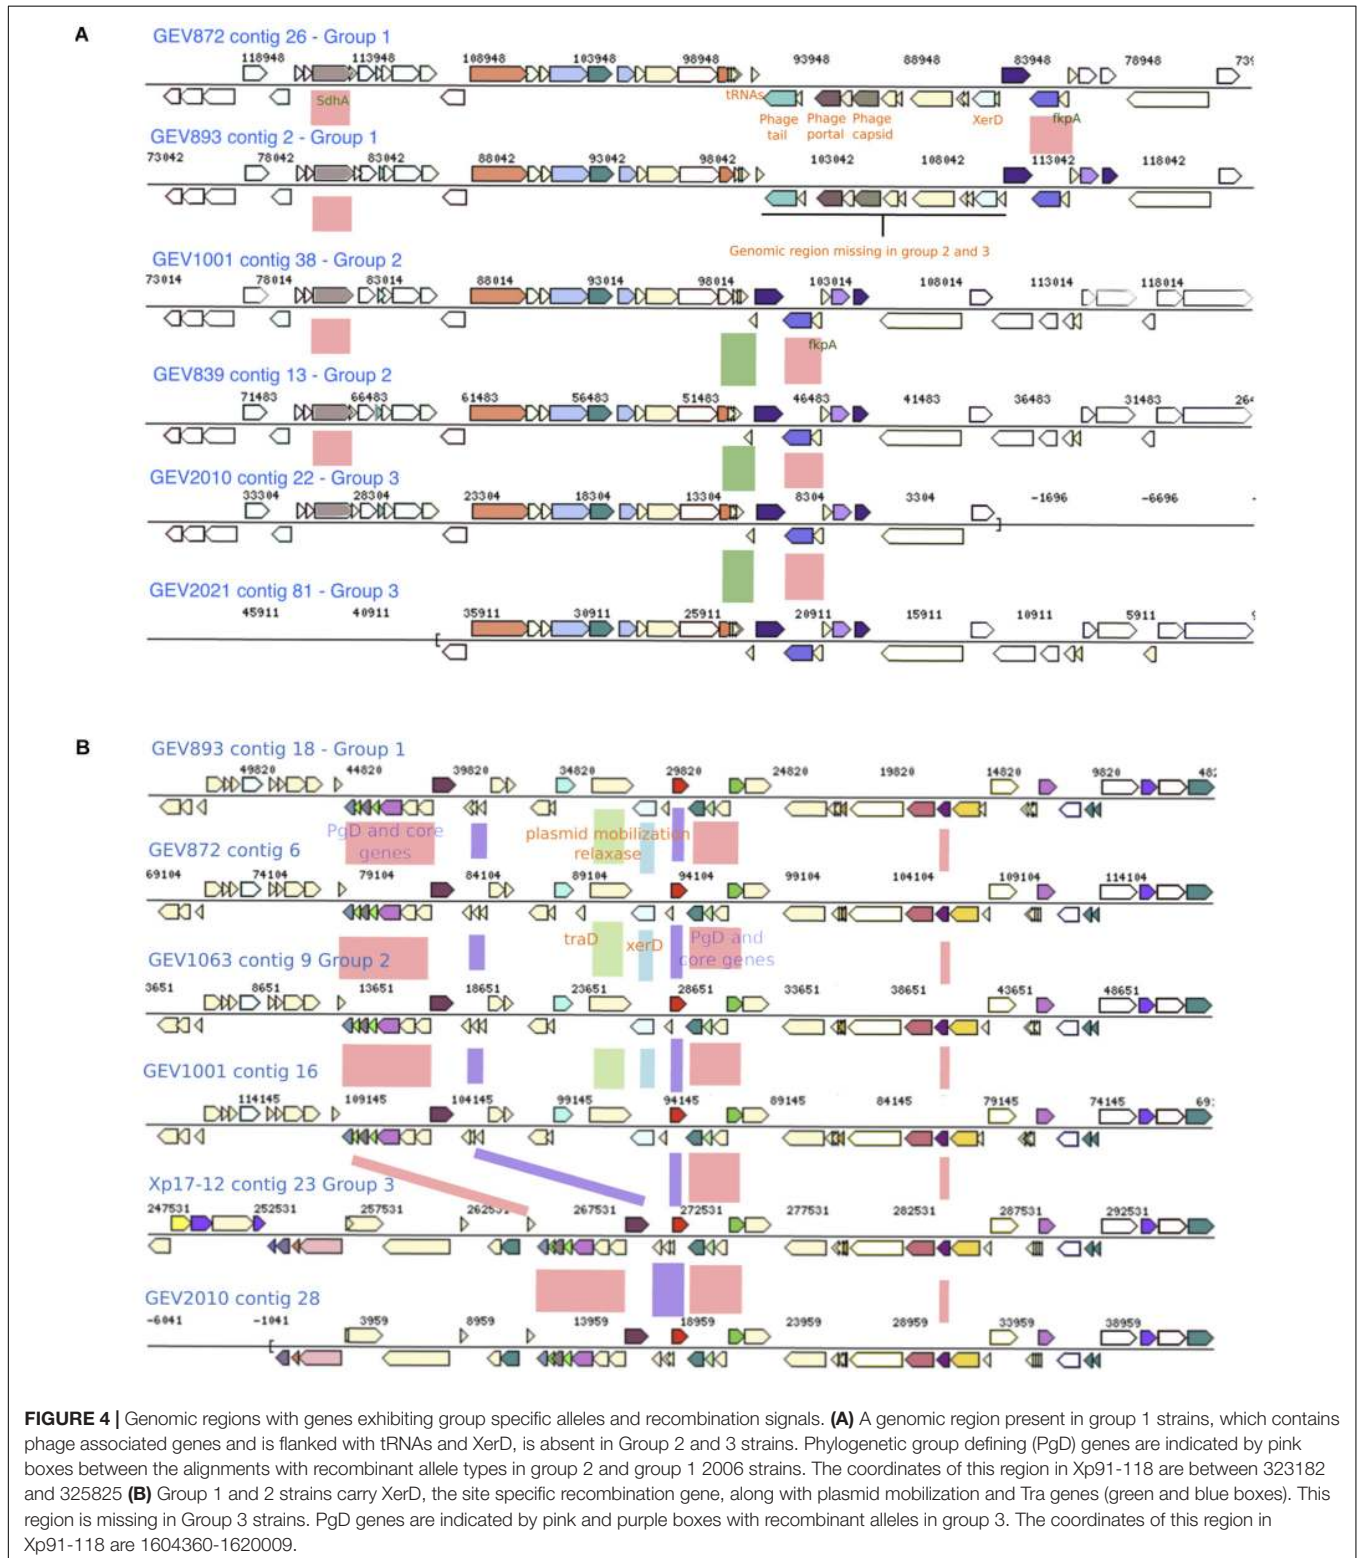 A
GEV872 contig 26 - Group 1
118948 113948 108948 103948 98948 93948 88948 83948 78948 739
SdhA tRNAs Phage tail Phage portal Phage capsid XerD fkpA
GEV893 contig 2 - Group 1
73042 78042 83042 88042 93042 98042 103042 108042 113042 118042
Genomic region missing in group 2 and 3
GEV1001 contig 38 - Group 2
73014 78014 83014 88014 93014 98014 103014 108014 113014 118014
fkpA
GEV839 contig 13 - Group 2
71483 66483 61483 56483 51483 46483 41483 36483 31483 264
GEV2010 contig 22 - Group 3
33304 28304 23304 18304 13304 8304 3304 -1696 -6696 -
GEV2021 contig 81 - Group 3
45911 40911 35911 30911 25911 20911 15911 10911 5911
B
GEV893 contig 18 - Group 1
49820 44820 39820 34820 29820 24820 19820 14820 9820 482
PgD and core genes plasmid mobilization relaxase
GEV872 contig 6
69104 74104 79104 84104 89104 94104 99104 104104 109104 114104
traD xerD PgD and core genes
GEV1063 contig 9 Group 2
3651 8651 13651 18651 23651 28651 33651 38651 43651 48651
GEV1001 contig 16
114145 109145 104145 99145 94145 89145 84145 79145 74145 69:
Xp17-12 contig 23 Group 3
247531 252531 257531 262531 267531 272531 277531 282531 287531 292531
GEV2010 contig 28
-6041 -1041 3959 8959 13959 18959 23959 28959 33959 38959
FIGURE 4 | Genomic regions with genes exhibiting group specific alleles and recombination signals. (A) A genomic region present in group 1 strains, which contains
phage associated genes and is flanked with tRNAs and XerD, is absent in Group 2 and 3 strains. Phylogenetic group defining (PgD) genes are indicated by pink
boxes between the alignments with recombinant allele types in group 2 and group 1 2006 strains. The coordinates of this region in Xp91-118 are between 323182
and 325825 (B) Group 1 and 2 strains carry XerD, the site specific recombination gene, along with plasmid mobilization and Tra genes (green and blue boxes). This
region is missing in Group 3 strains. PgD genes are indicated by pink and purple boxes with recombinant alleles in group 3. The coordinates of this region in
Xp91-118 are 1604360-1620009.